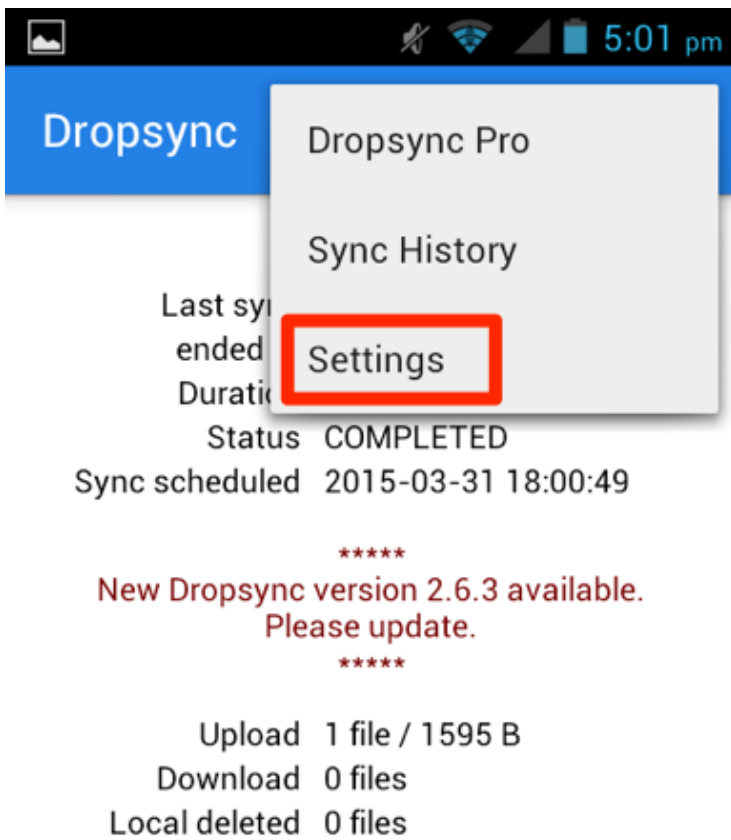 5:01 pm
Dropsync
Dropsync Pro
Sync History
Settings
Last
ended
Status COMPLETED
Sync scheduled 2015-03-31 18:00:49
*****
New Dropsync version 2.6.3 available.
Please update.
*****
Upload 1 file / 1595 B
Download 0 files
Local deleted 0 files